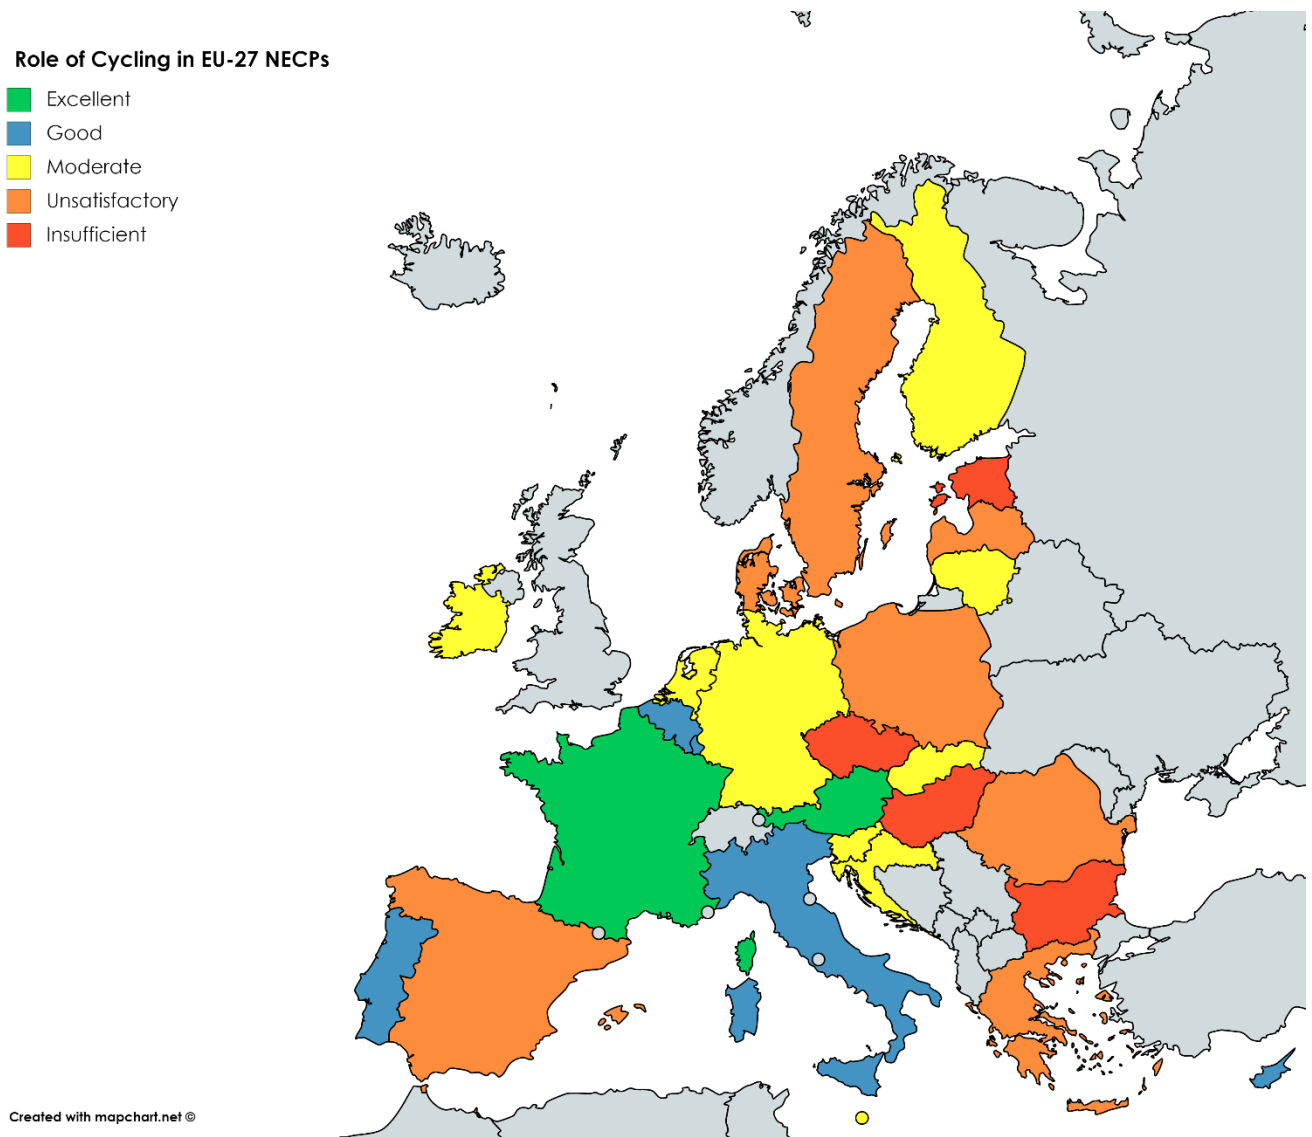 Role of Cycling in EU-27 NECPs
Excellent
Good
Moderate
Unsatisfactory
Insufficient
Created with mapchart.net ©